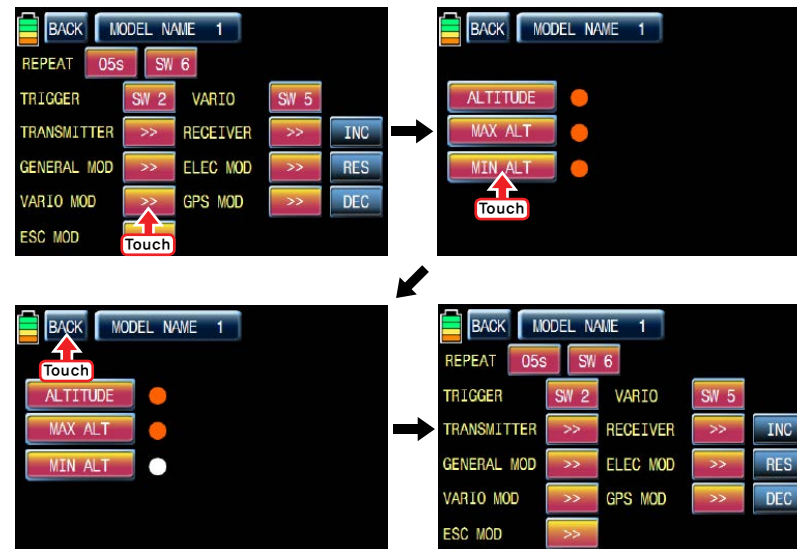 BACK MODEL NAME 1
REPEAT 05s SW 6
TRIGGER SW 2 VARIO SW 5
TRANSMITTER >> RECEIVER >> INC
GENERAL MOD >> ELEC MOD >> RES
VARIO MOD >> GPS MOD >> DEC
Touch
ESC MOD
BACK MODEL NAME 1
ALTITUDE
MAX ALT
MIN ALT
Touch
BACK MODEL NAME 1
Touch
ALTITUDE
MAX ALT
MIN ALT
BACK MODEL NAME 1
REPEAT 05s SW 6
TRIGGER SW 2 VARIO SW 5
TRANSMITTER >> RECEIVER >> INC
GENERAL MOD >> ELEC MOD >> RES
VARIO MOD >> GPS MOD >> DEC
ESC MOD >>